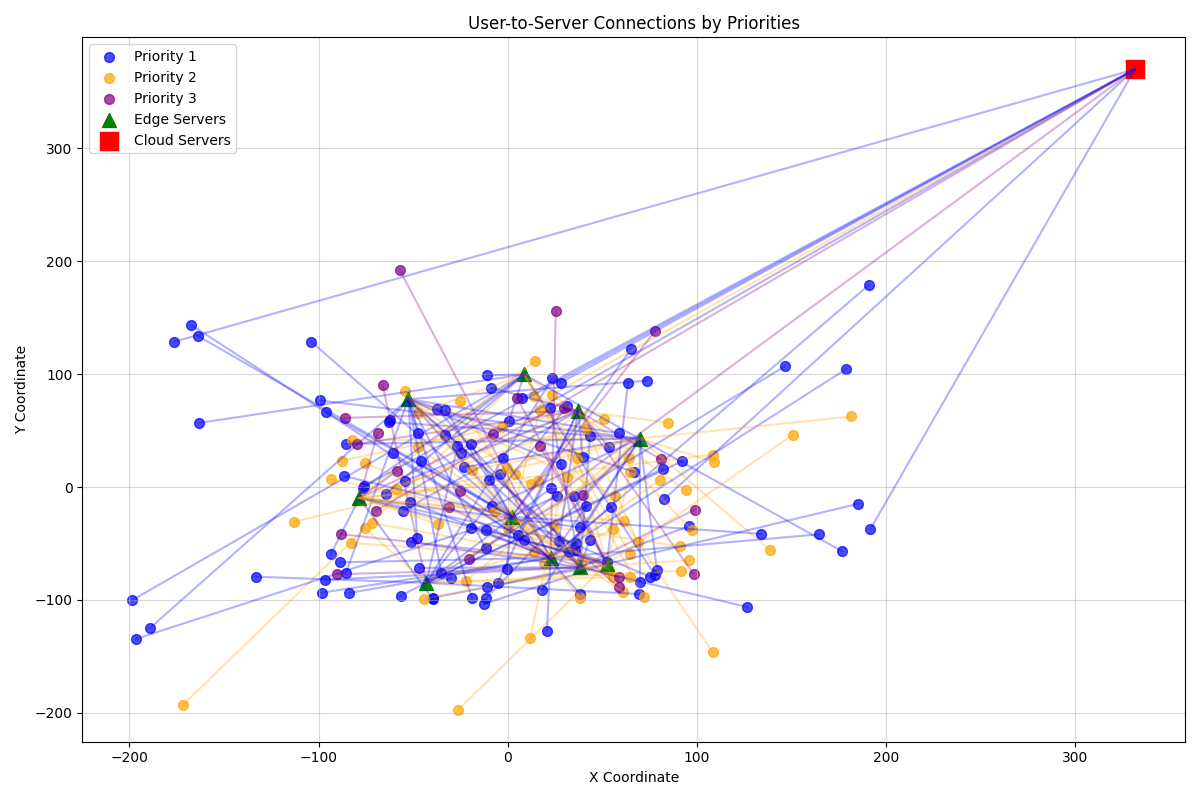 User-to-Server Connections by Priorities
Priority 1
Priority 2
Priority 3
Edge Servers
Cloud Servers
Y Coordinate
300
200
100
0
−100
−200
−200
−100
0
100
200
300
X Coordinate